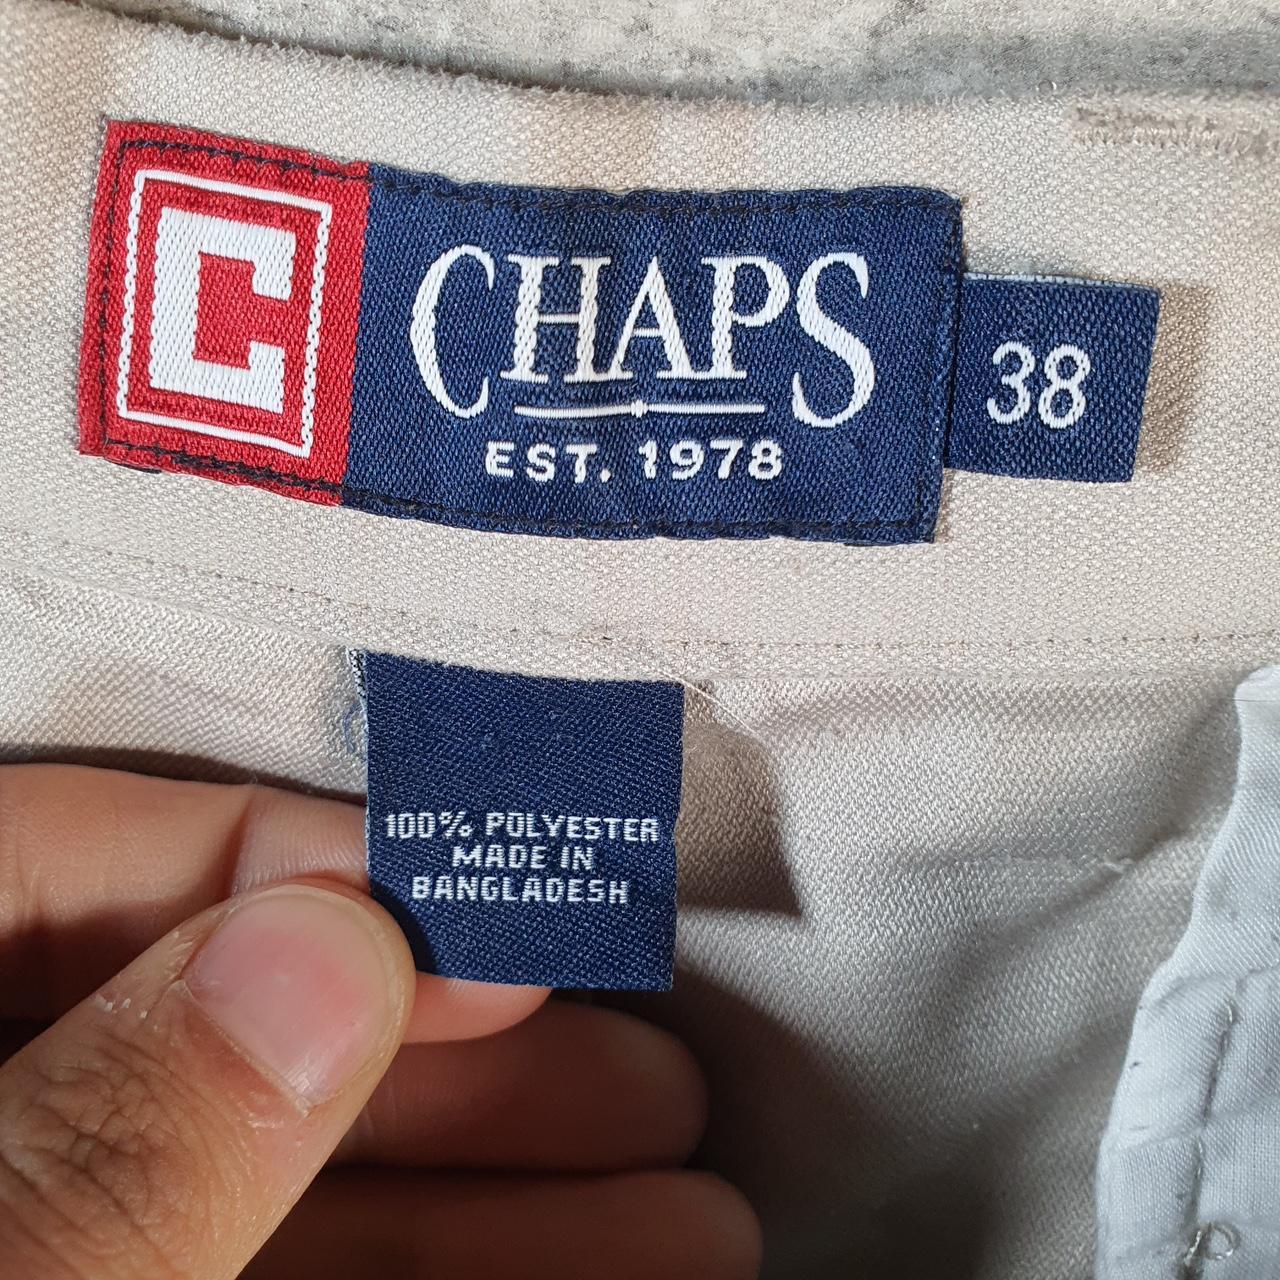 C
CHAPS
EST. 1978
38
100% POLYESTER
MADE IN
BANGLADESH